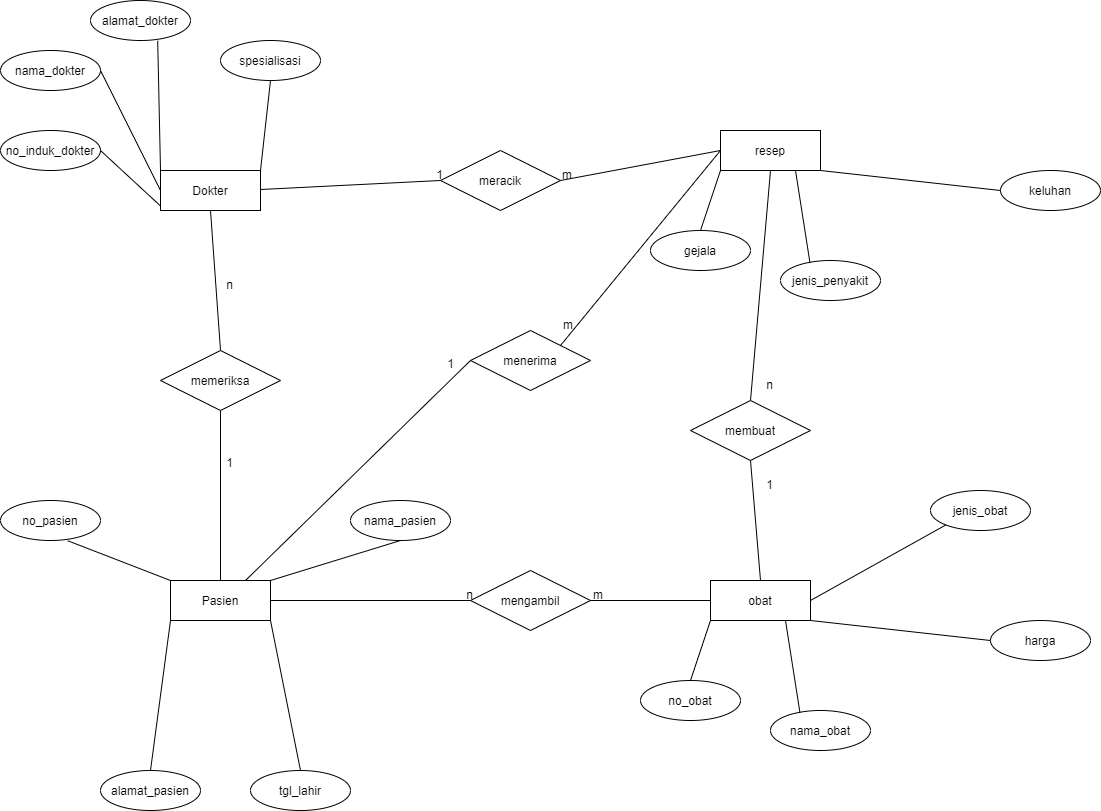 alamat_dokter
spesialisasi
nama_dokter
no_induk_dokter
Dokter
1
meracik
m
resep
keluhan
gejala
jenis_penyakit
n
m
menerima
1
memeriksa
n
membuat
1
1
jenis_obat
no_pasien
nama_pasien
Pasien
n
mengambil
m
obat
harga
no_obat
nama_obat
alamat_pasien
tgl_lahir